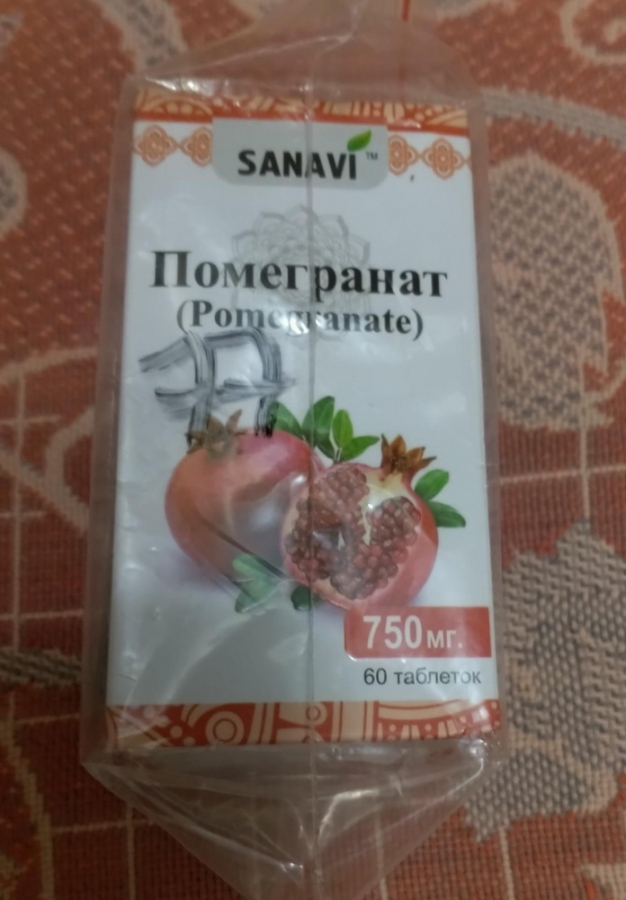 SANAVI™
Помегранат
(Pomegranate)
750 мг.
60 таблеток